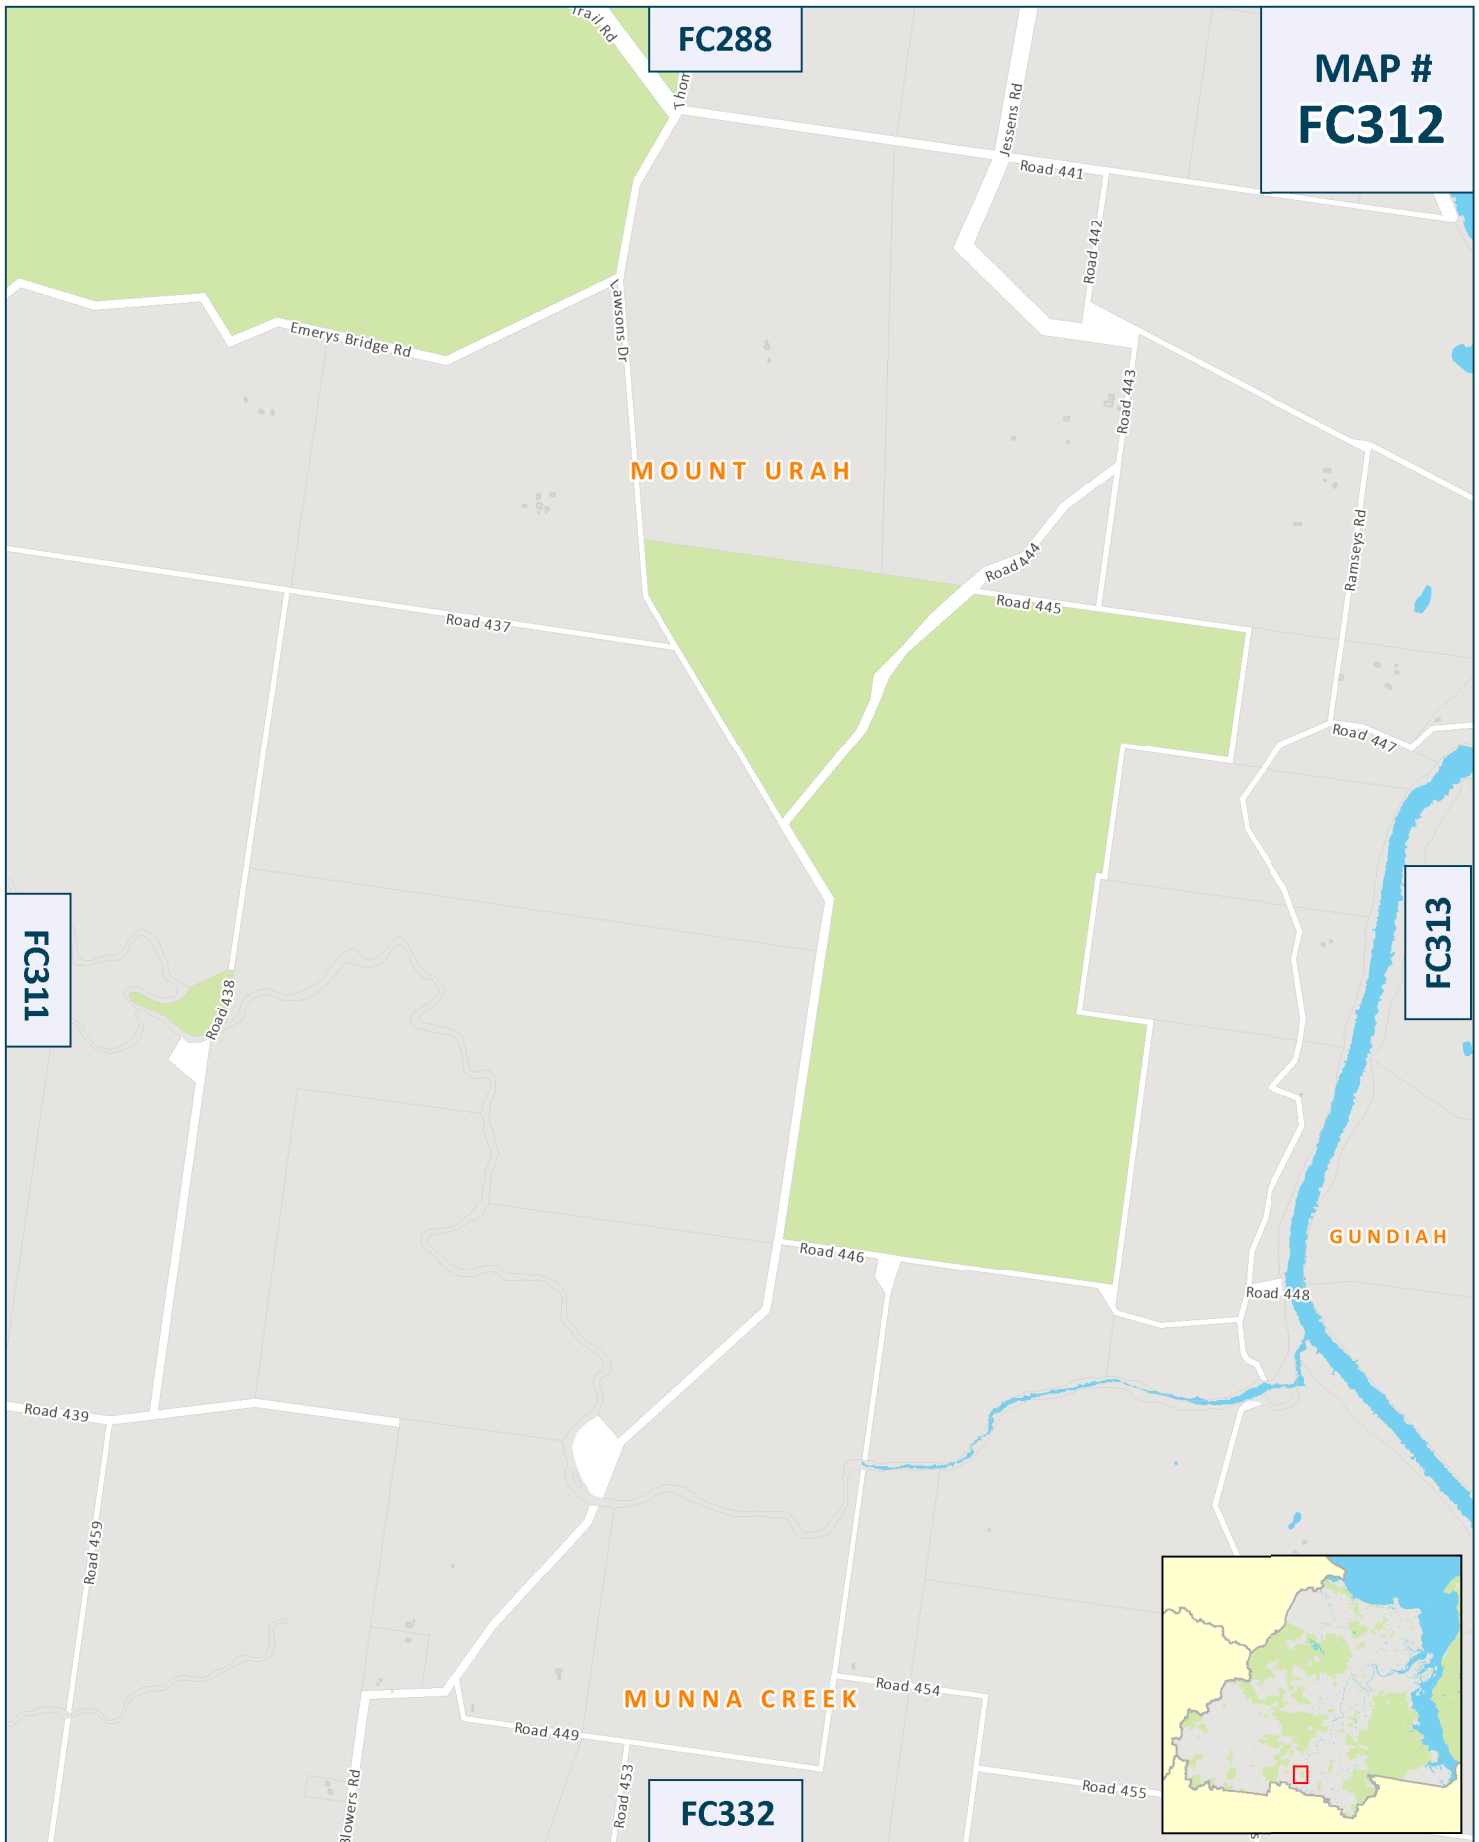 Trail Rd
FC288
MAP #
FC312
Thom
Jessens Rd
Road 441
Road 442
Lawsons Dr
Emerys Bridge Rd
Road 443
MOUNT URAH
Ramseys Rd
Road 444
Road 445
Road 437
Road 447
FC311
FC313
Road 438
GUNDIAH
Road 446
Road 448
Road 439
Road 459
MUNNA CREEK
Road 454
Road 449
Road 453
Road 455
Blowers Rd
FC332
s